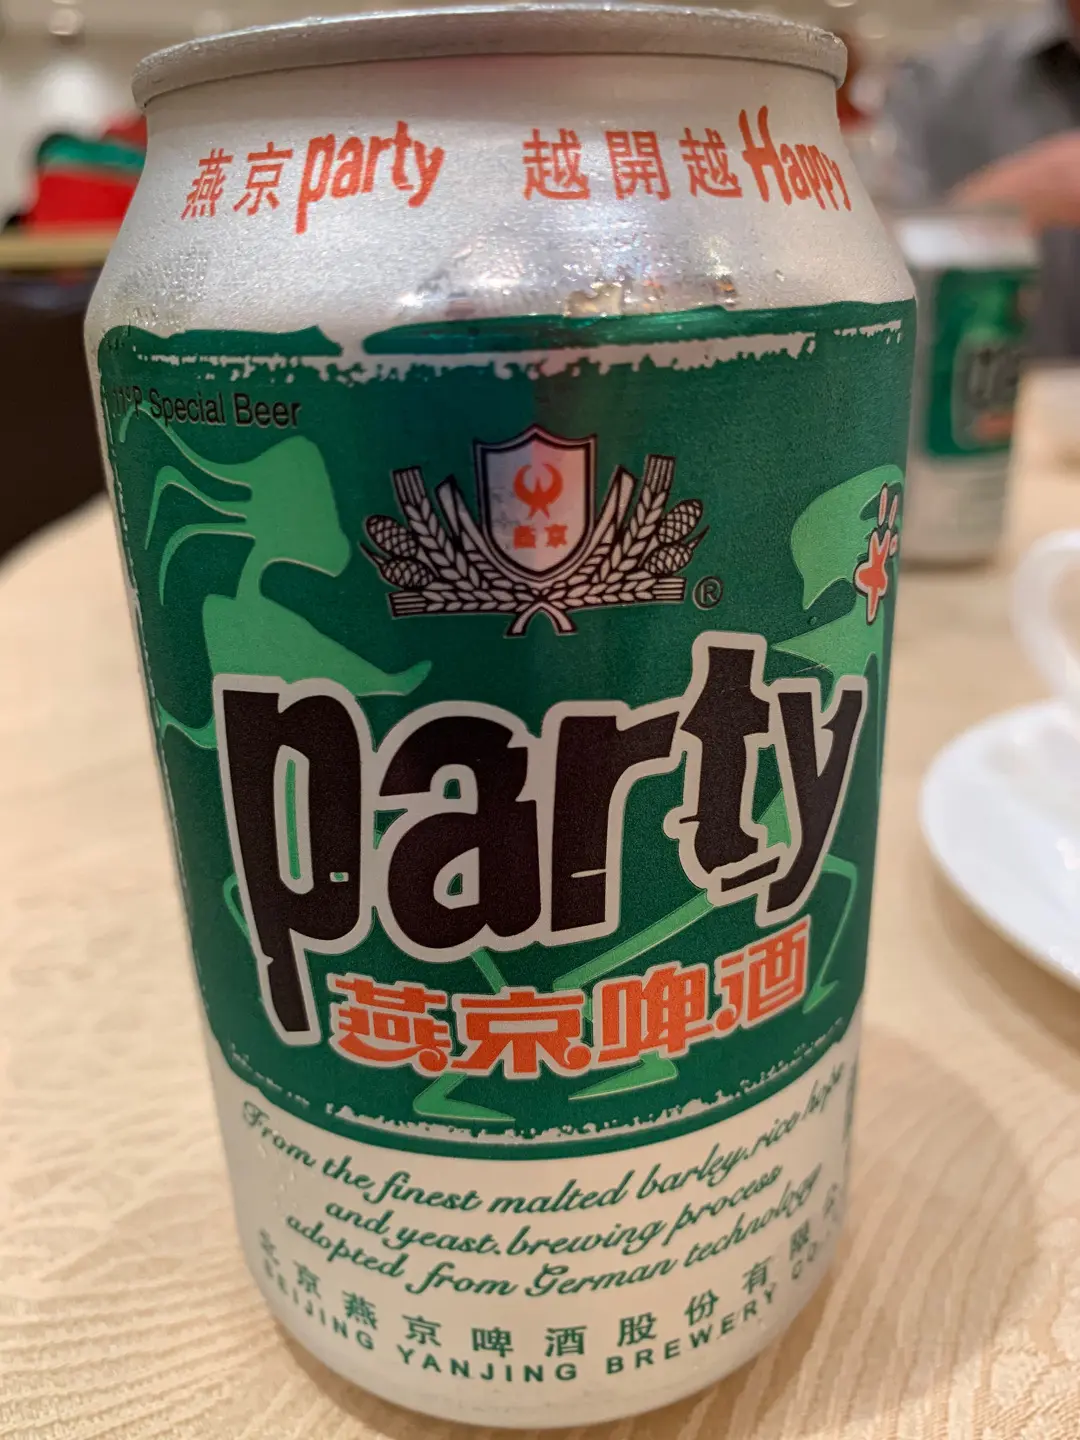 燕京party 越開越Happy
11°P Special Beer
燕京
®
party
燕京啤酒
From the finest malted barley.rice hops
and yeast.brewing process
adopted from German technology
北京燕京啤酒股份有限公
BEIJING YANJING BREWERY CO.